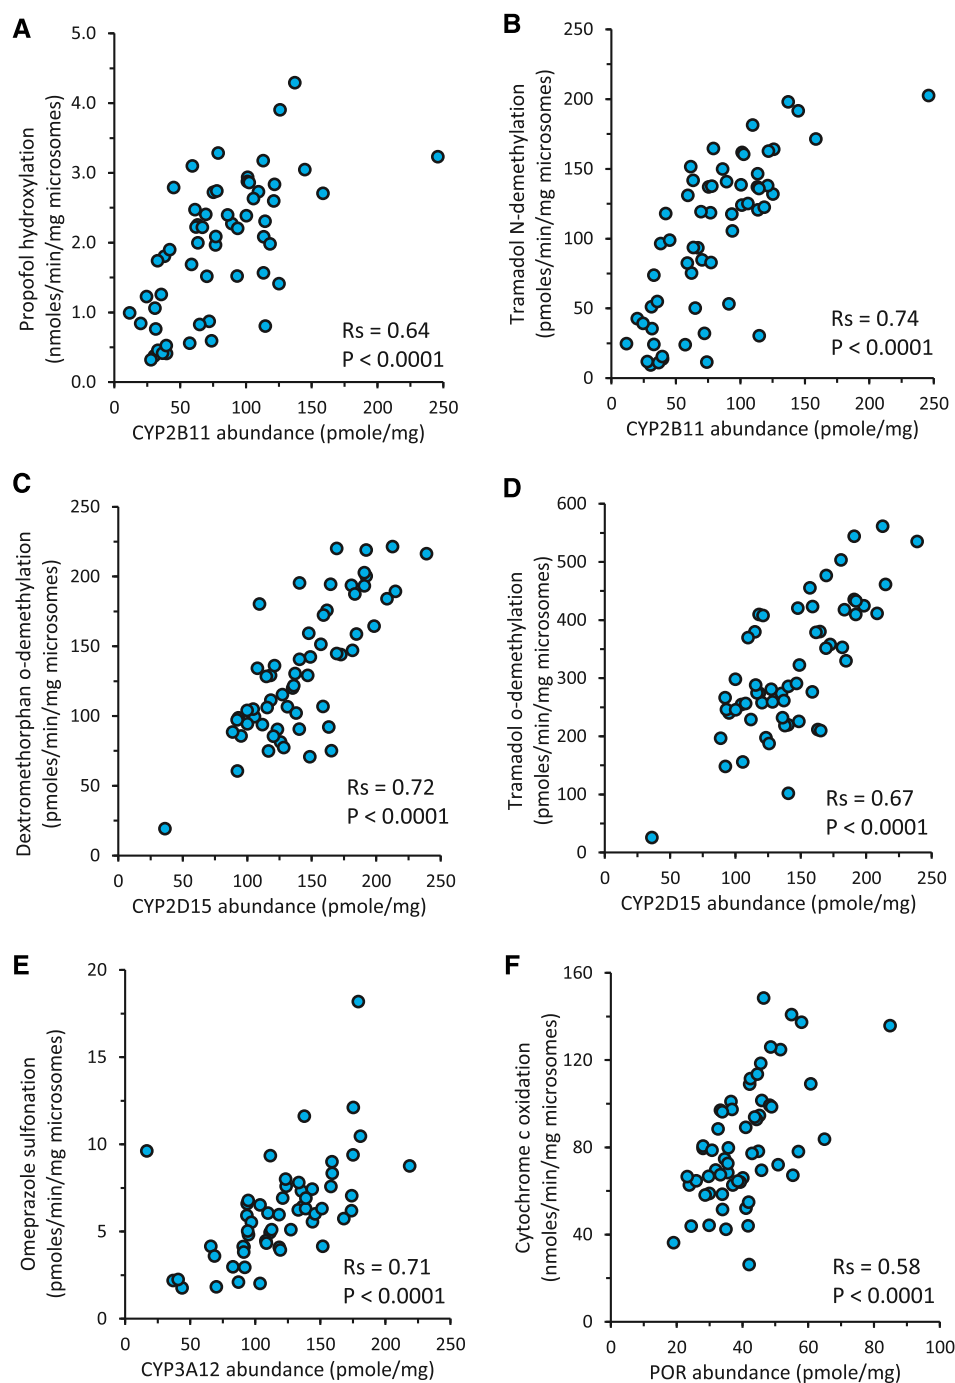 A
Propofol hydroxylation
(nmoles/min/mg microsomes)
5.0
4.0
3.0
2.0
1.0
0.0
Rs = 0.64
P < 0.0001
0 50 100 150 200 250
CYP2B11 abundance (pmole/mg)
B
Tramadol N-demethylation
(pmoles/min/mg microsomes)
250
200
150
100
50
0
Rs = 0.74
P < 0.0001
0 50 100 150 200 250
CYP2B11 abundance (pmole/mg)
C
Dextromethorphan o-demethylation
(pmoles/min/mg microsomes)
250
200
150
100
50
0
Rs = 0.72
P < 0.0001
0 50 100 150 200 250
CYP2D15 abundance (pmole/mg)
D
Tramadol o-demethylation
(pmoles/min/mg microsomes)
600
500
400
300
200
100
0
Rs = 0.67
P < 0.0001
0 50 100 150 200 250
CYP2D15 abundance (pmole/mg)
E
Omeprazole sulfonation
(pmoles/min/mg microsomes)
20
15
10
5
0
Rs = 0.71
P < 0.0001
0 50 100 150 200 250
CYP3A12 abundance (pmole/mg)
F
Cytochrome c oxidation
(nmoles/min/mg microsomes)
160
120
80
40
0
Rs = 0.58
P < 0.0001
0 20 40 60 80 100
POR abundance (pmole/mg)